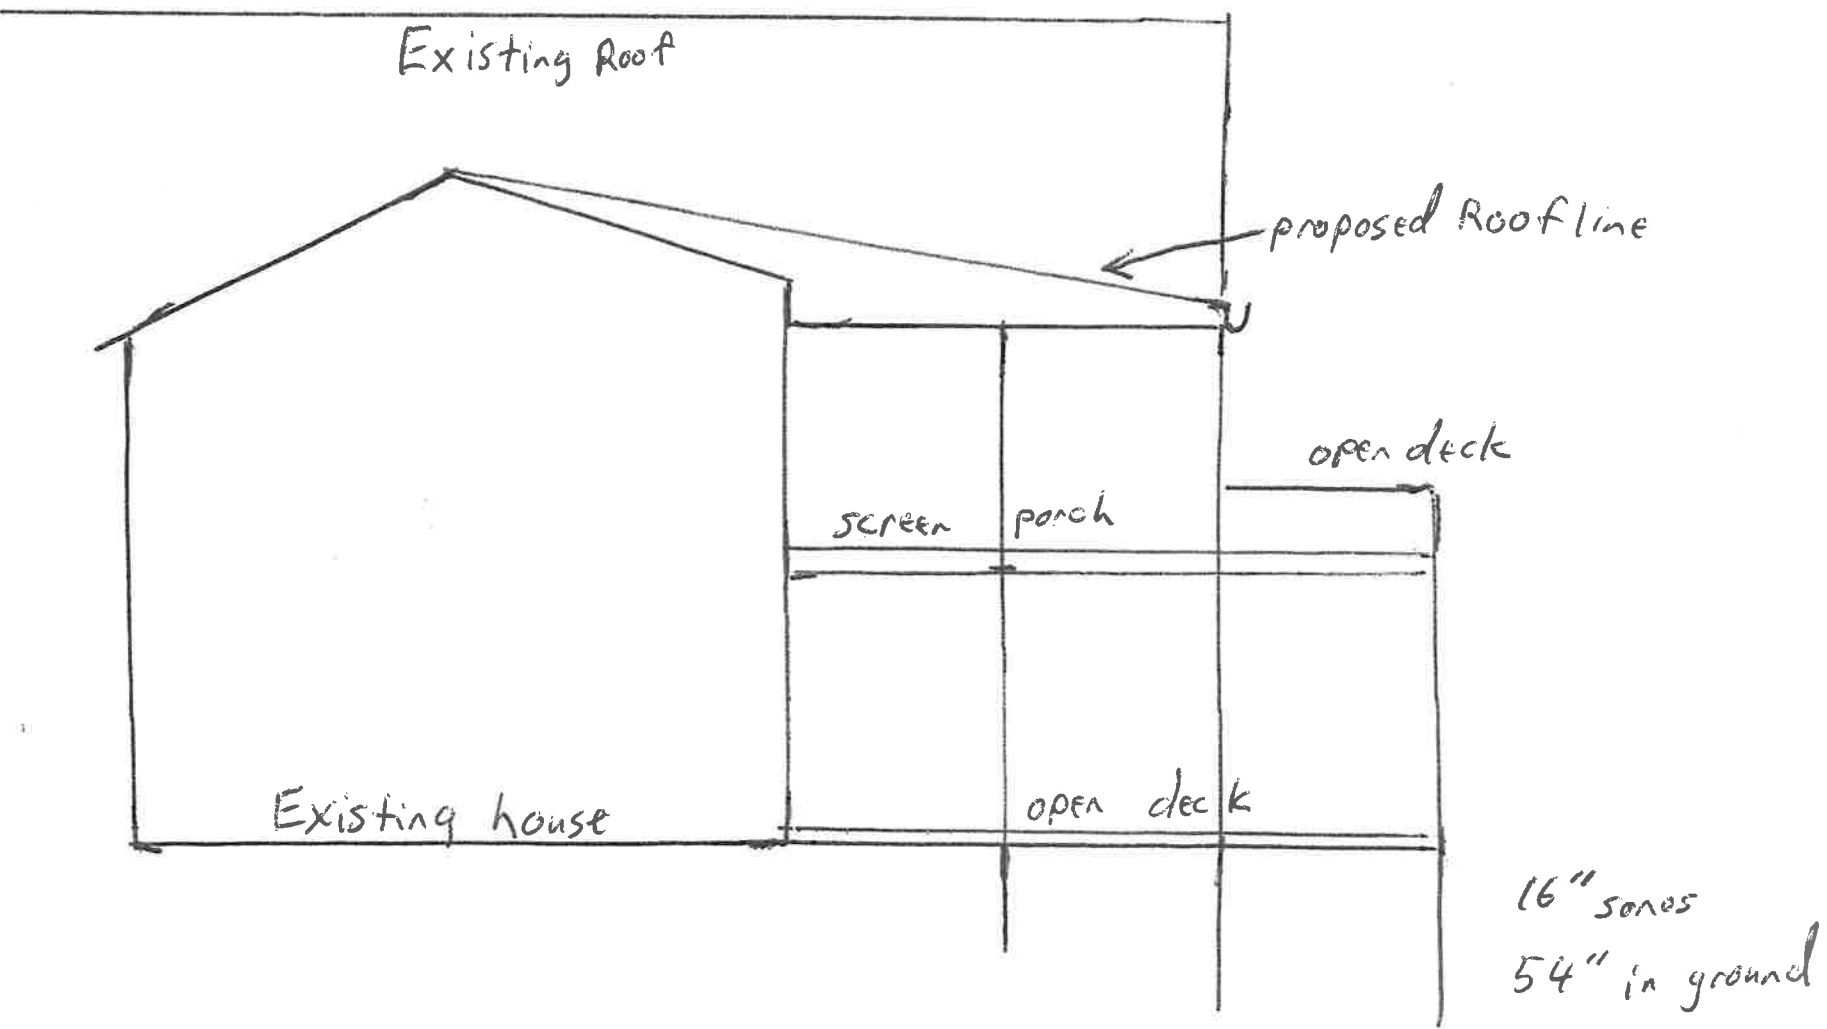 Existing Roof
proposed Roofline
open deck
screen porch
open deck
Existing house
16" sonos
54" in ground